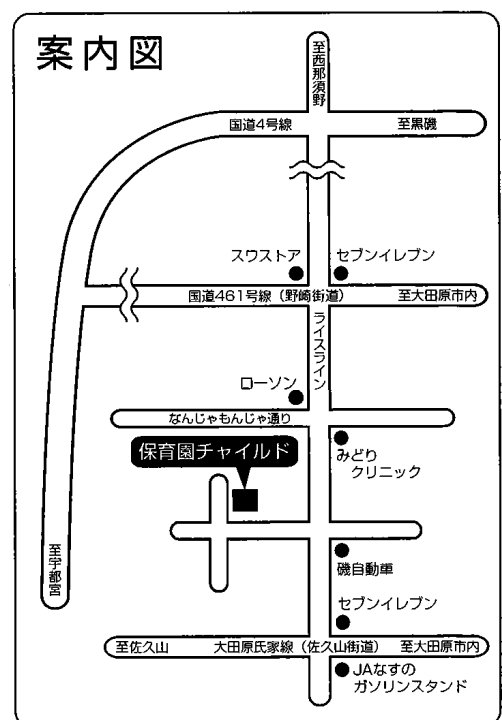 案内図
至西那須野
国道4号線
至黒磯
スワストア
セブンイレブン
国道461号線（野崎街道）
至大田原市内
ライスライン
ローソン
なんじゃもんじゃ通り
保育園チャイルド
みどり
クリニック
磯自動車
至宇都宮
セブンイレブン
至佐久山
大田原氏家線（佐久山街道）
至大田原市内
JAなすの
ガソリンスタンド